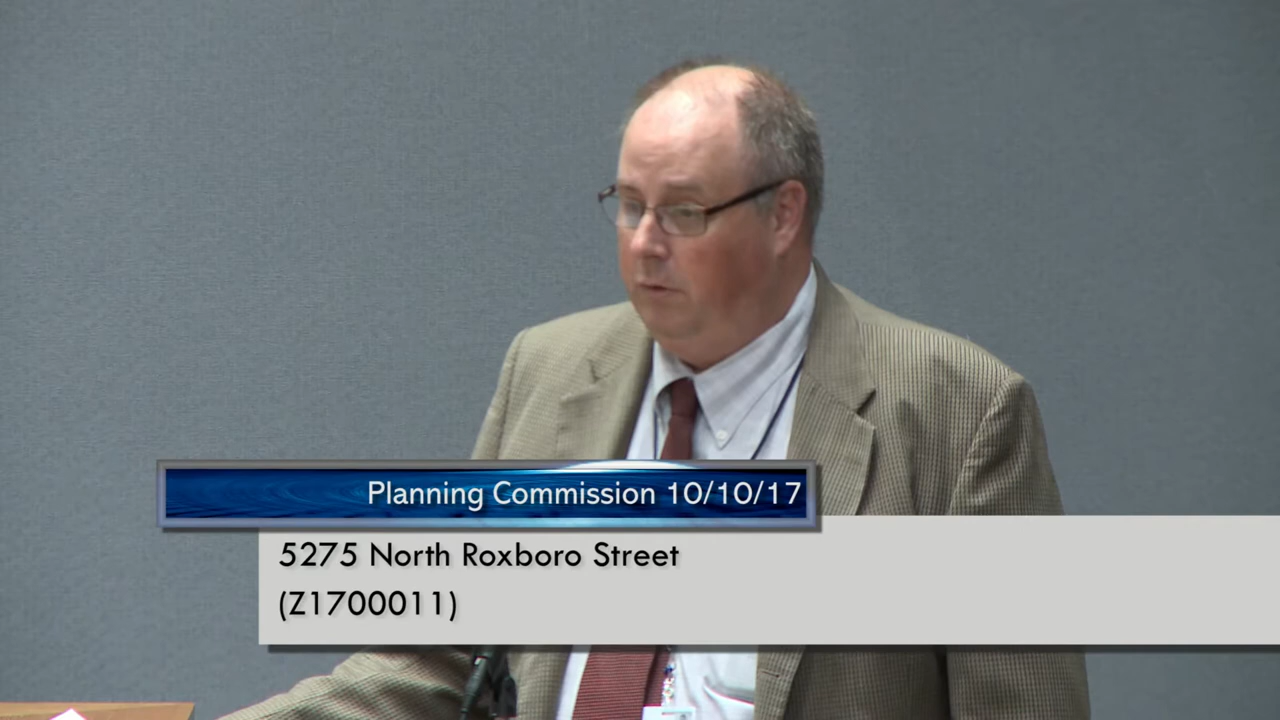 Planning Commission 10/10/17
5275 North Roxboro Street
(Z1700011)